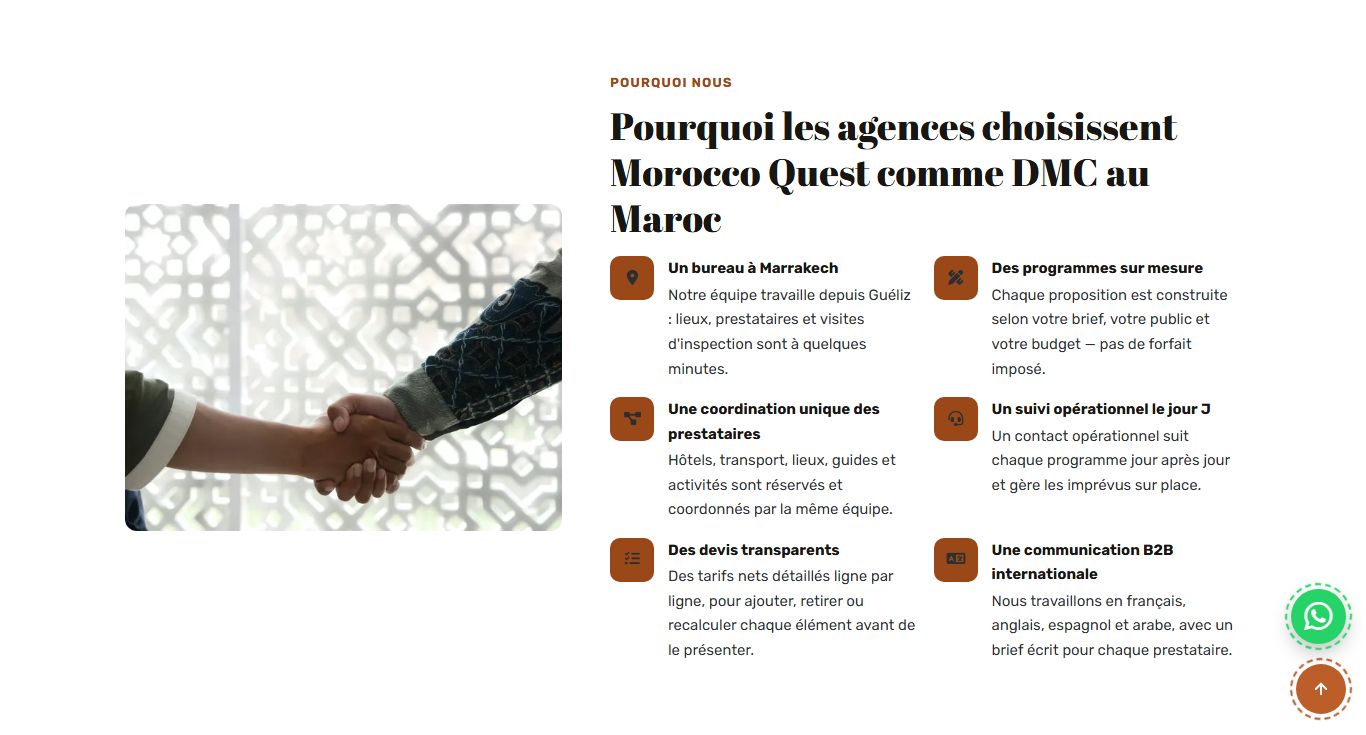 POURQUOI NOUS
Pourquoi les agences choisissent
Morocco Quest comme DMC au
Maroc
Un bureau à Marrakech
Notre équipe travaille depuis Guéliz
: lieux, prestataires et visites
d'inspection sont à quelques
minutes.
Des programmes sur mesure
Chaque proposition est construite
selon votre brief, votre public et
votre budget — pas de forfait
imposé.
Une coordination unique des
prestataires
Hôtels, transport, lieux, guides et
activités sont réservés et
coordonnés par la même équipe.
Un suivi opérationnel le jour J
Un contact opérationnel suit
chaque programme jour après jour
et gère les imprévus sur place.
Des devis transparents
Des tarifs nets détaillés ligne par
ligne, pour ajouter, retirer ou
recalculer chaque élément avant de
le présenter.
Une communication B2B
internationale
Nous travaillons en français,
anglais, espagnol et arabe, avec un
brief écrit pour chaque prestataire.